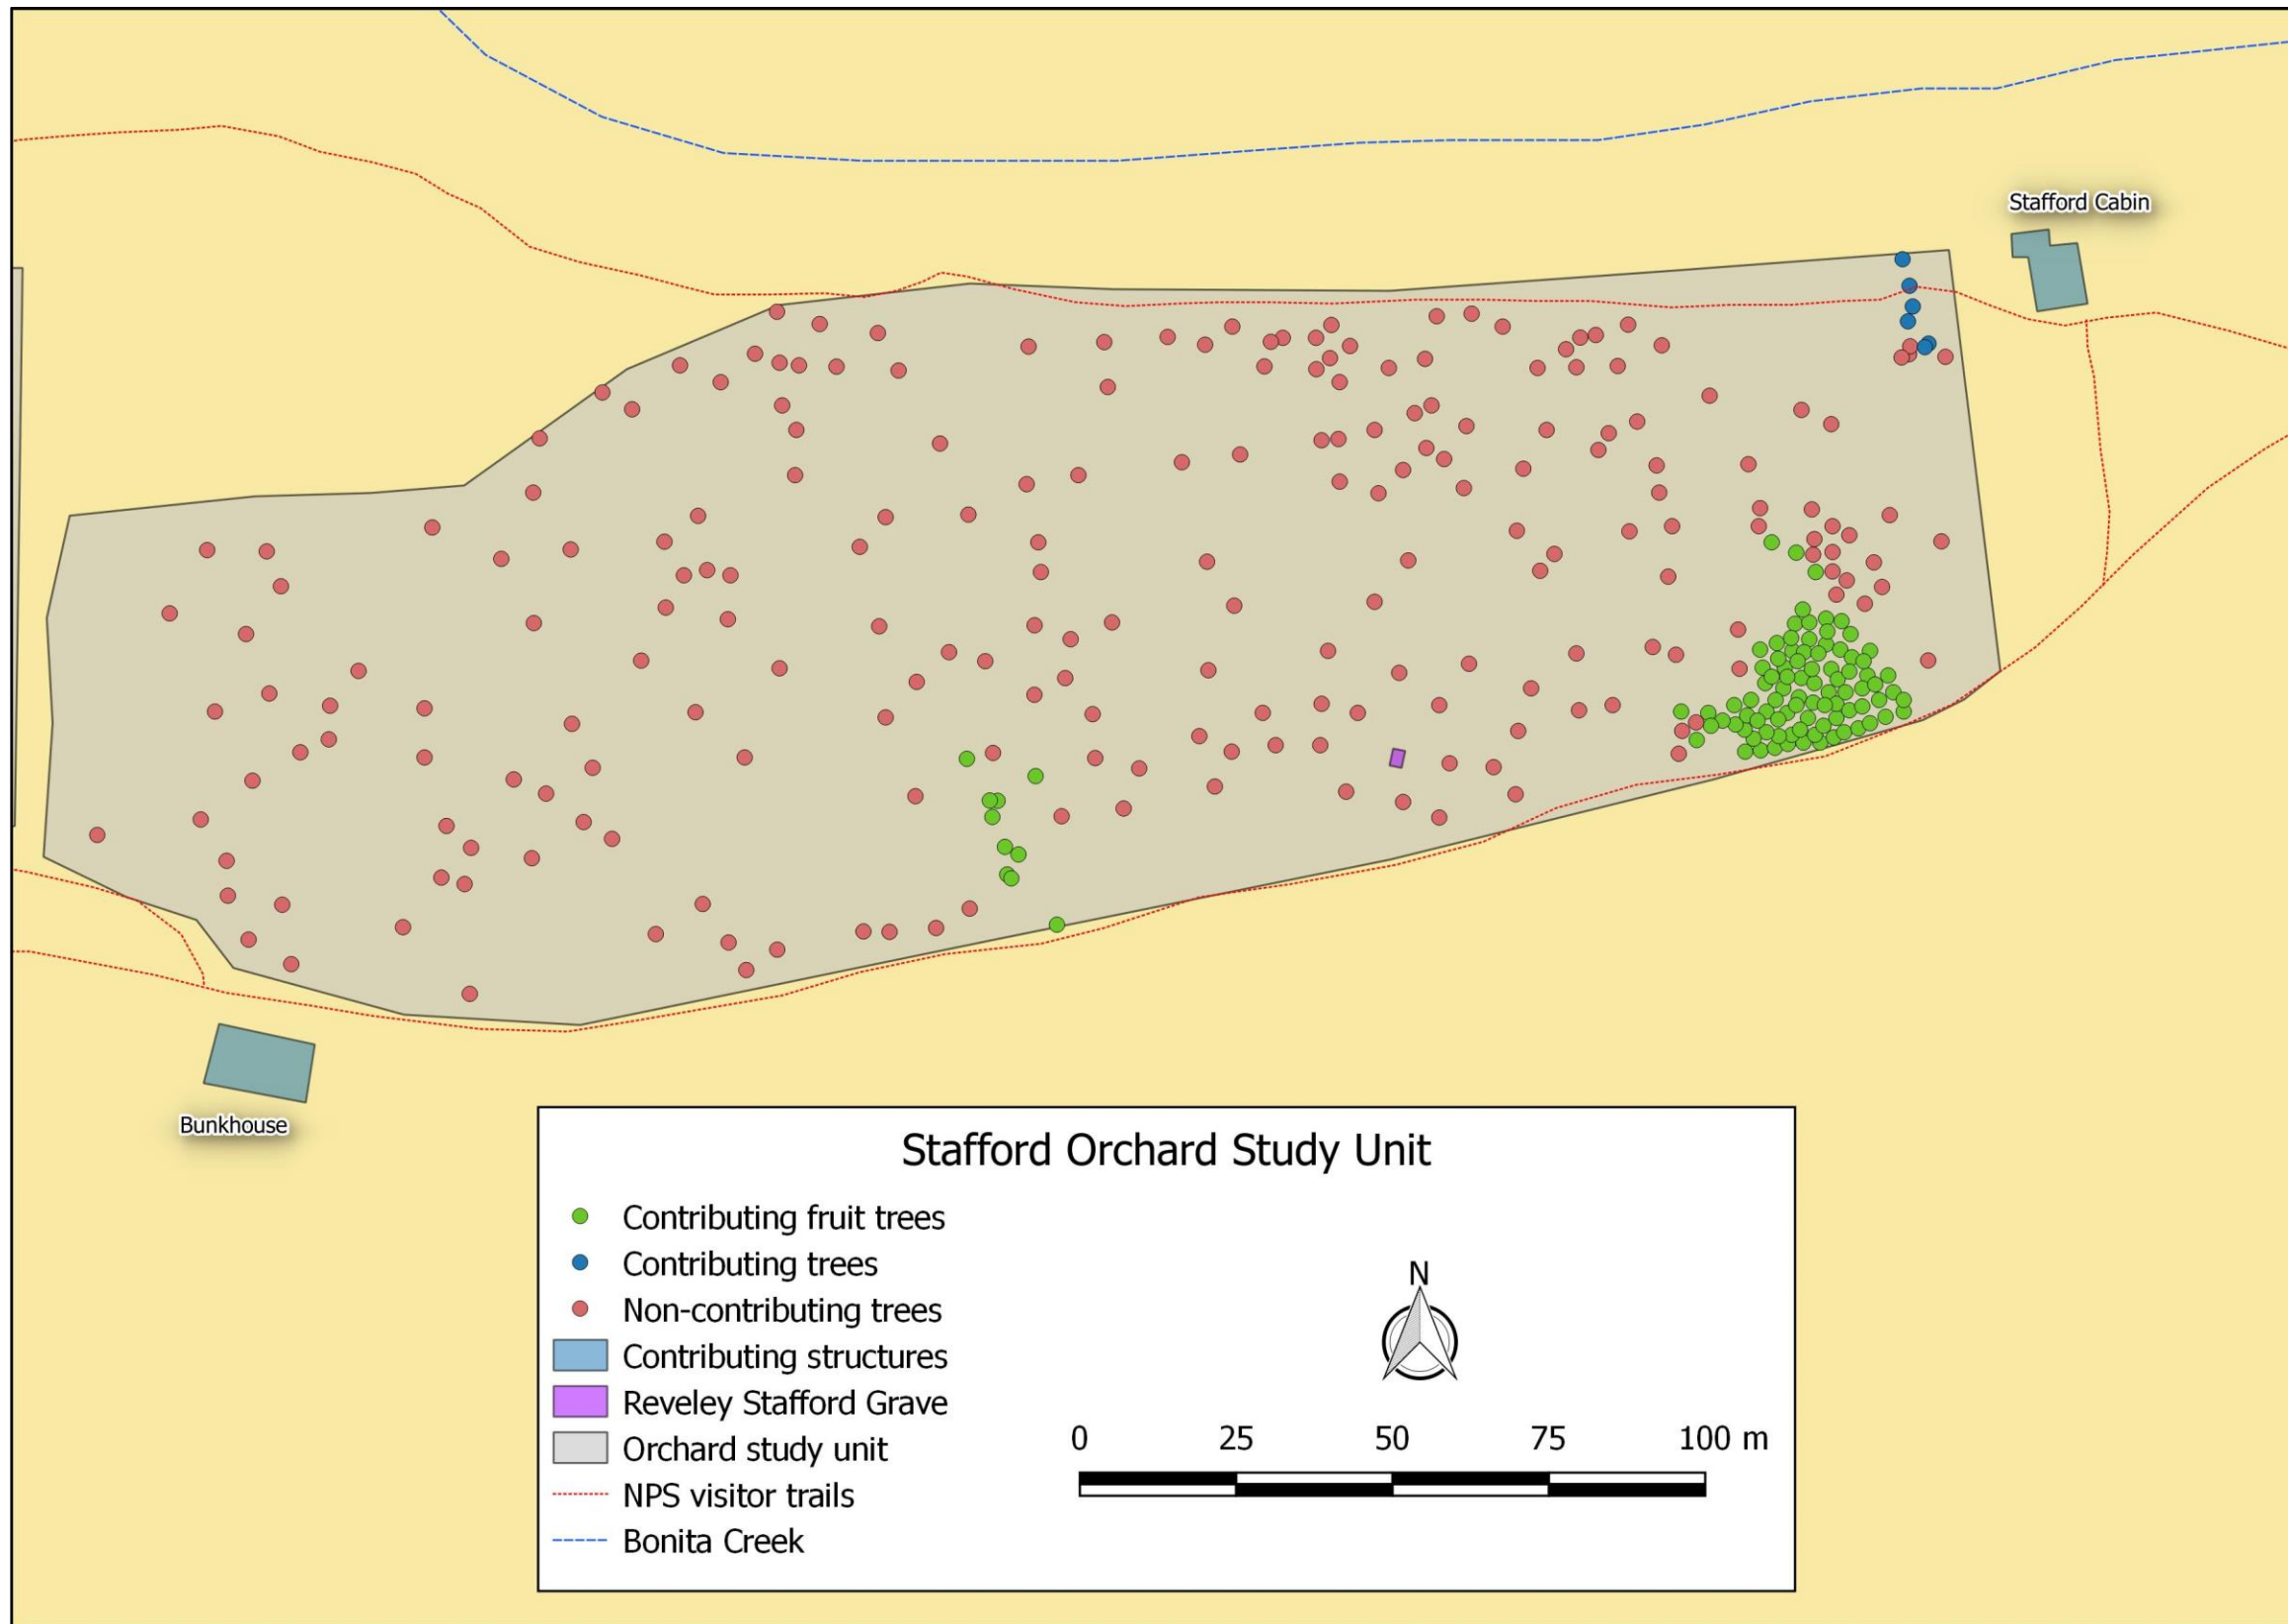 Stafford Cabin
Bunkhouse
Stafford Orchard Study Unit
Contributing fruit trees
Contributing trees
Non-contributing trees
Contributing structures
Reveley Stafford Grave
Orchard study unit
NPS visitor trails
Bonita Creek
N
0 25 50 75 100 m